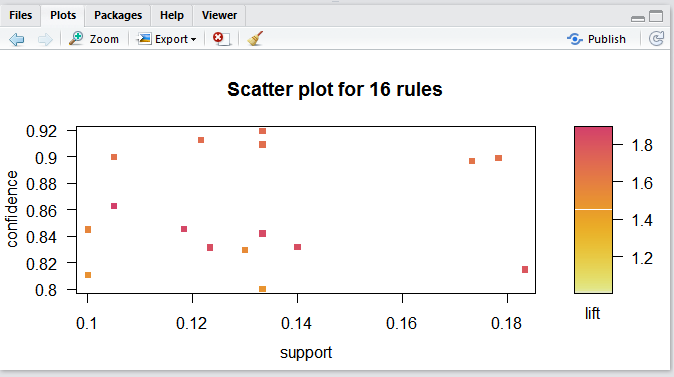 Files Plots Packages Help Viewer
Zoom Export Publish
Scatter plot for 16 rules
0.92
0.9
0.88
0.86
0.84
0.82
0.8
confidence
0.1 0.12 0.14 0.16 0.18
support
1.8
1.6
1.4
1.2
lift